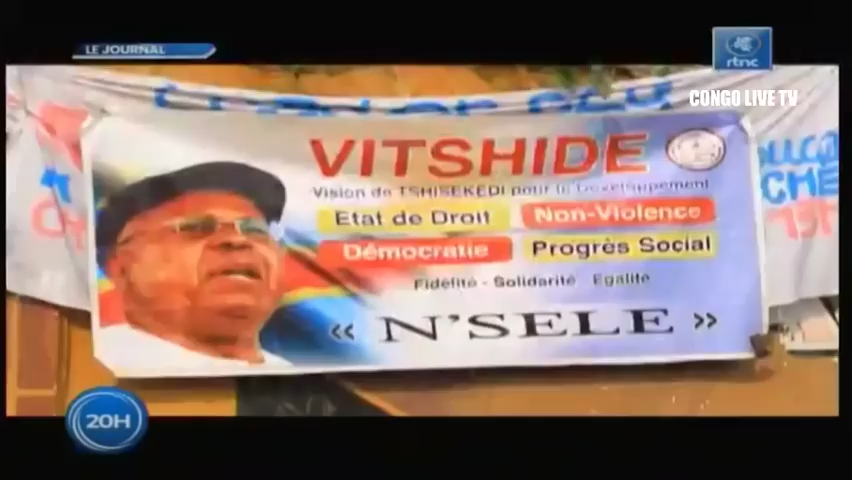 LE JOURNAL
rtnc
CONGO LIVE TV
VITSHIDE
Vision de TSHISEKEDI pour le Développement
Etat de Droit
Non-Violence
Démocratie
Progrès Social
Fidélité - Solidarité Egalité
« N'SELE »
20H